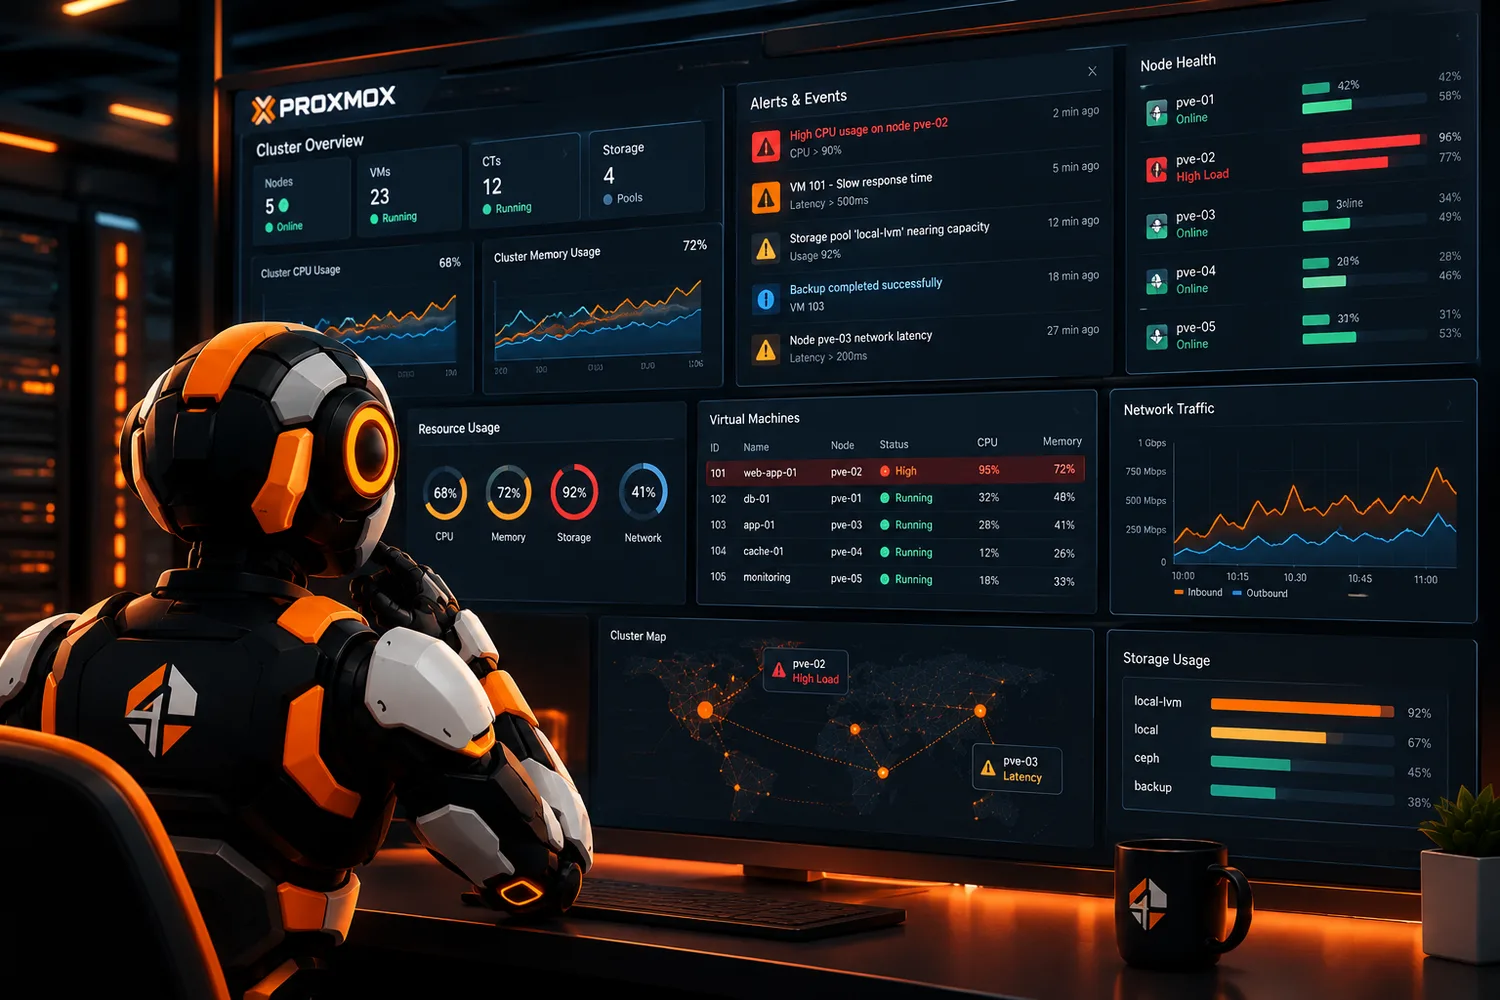 PROXMOX
Cluster Overview
Nodes
5
Online
VMs
23
Running
CTs
12
Running
Storage
4
Pools
Cluster CPU Usage
68%
Cluster Memory Usage
72%
Alerts & Events
High CPU usage on node pve-02
CPU > 90%
2 min ago
VM 101 - Slow response time
Latency > 500ms
5 min ago
Storage pool 'local-lvm' nearing capacity
Usage 92%
12 min ago
Backup completed successfully
VM 103
18 min ago
Node pve-03 network latency
Latency > 200ms
27 min ago
Node Health
pve-01
Online
42%
42%
58%
pve-02
High Load
96%
77%
pve-03
Online
34%
49%
pve-04
Online
28%
46%
pve-05
Online
31%
53%
Resource Usage
68%
CPU
72%
Memory
92%
Storage
41%
Network
Virtual Machines
ID Name Node Status CPU Memory
101 web-app-01 pve-02 High 95% 72%
102 db-01 pve-01 Running 32% 48%
103 app-01 pve-03 Running 28% 41%
104 cache-01 pve-04 Running 12% 26%
105 monitoring pve-05 Running 18% 33%
Network Traffic
1 Gbps
750 Mbps
500 Mbps
250 Mbps
0
10:00 10:15 10:30 10:45 11:00
Inbound Outbound
Cluster Map
pve-02
High Load
pve-03
Latency
Storage Usage
local-lvm 92%
local 67%
ceph 45%
backup 38%